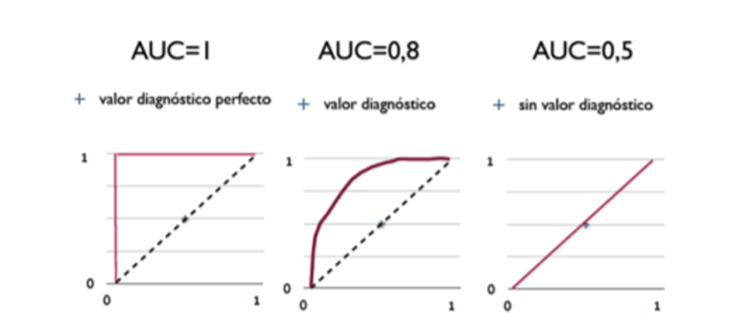 AUC=1
AUC=0,8
AUC=0,5
+ valor diagnóstico perfecto
+ valor diagnóstico
+ sin valor diagnóstico
1
0
0
1
1
0
0
1
1
0
0
1